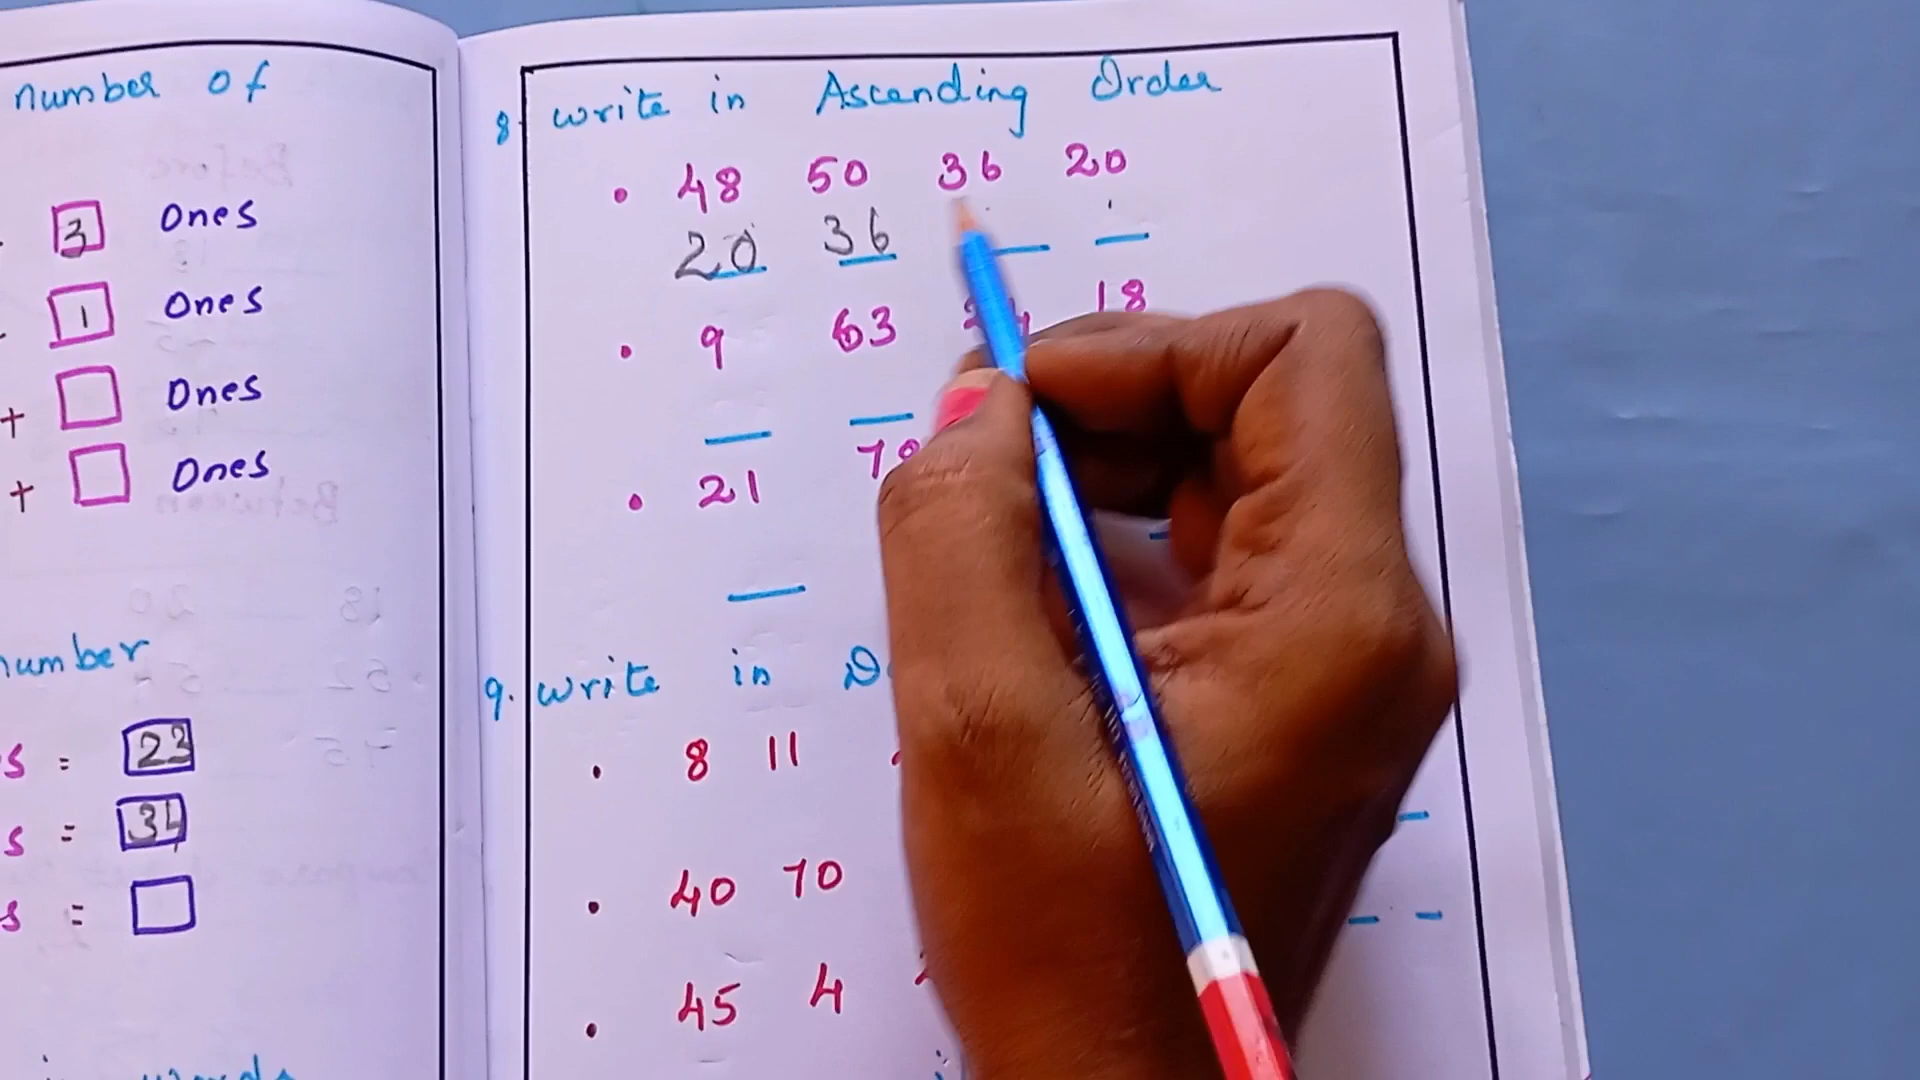 number of
3 Ones
1 Ones
+ Ones
+ Ones
number
s = 23
s = 34
s =
8. write in Ascending Order
• 48 50 36 20
20 36
• 9 63 18
• 21
9. write in
• 8 11
• 40 70
• 45 4